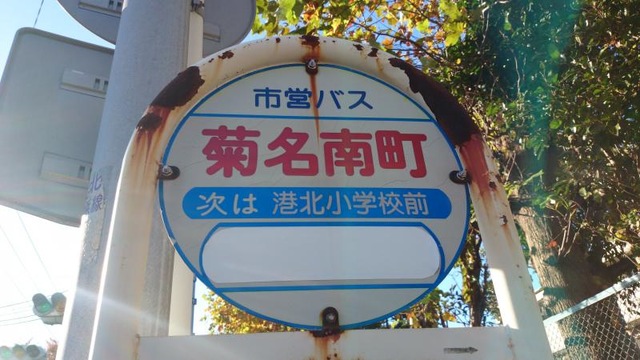 市営バス
菊名南町
次は 港北小学校前